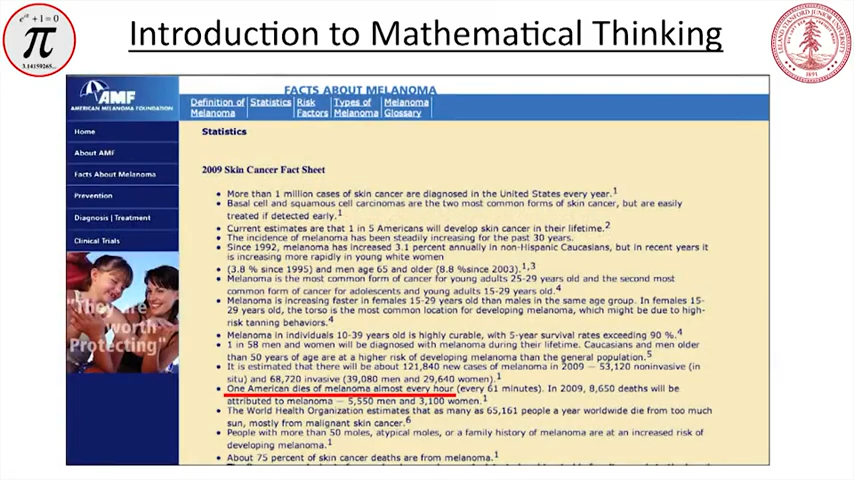 e^iπ + 1 = 0
π
3.14159265...
Introduction to Mathematical Thinking
LELAND STANFORD JUNIOR UNIVERSITY
1891
AMF
AMERICAN MELANOMA FOUNDATION
FACTS ABOUT MELANOMA
Definition of Melanoma
Statistics
Risk Factors
Types of Melanoma
Melanoma Glossary
Home
About AMF
Facts About Melanoma
Prevention
Diagnosis | Treatment
Clinical Trials
"They are
worth
Protecting"
Statistics
2009 Skin Cancer Fact Sheet
• More than 1 million cases of skin cancer are diagnosed in the United States every year.1
• Basal cell and squamous cell carcinomas are the two most common forms of skin cancer, but are easily
treated if detected early.1
• Current estimates are that 1 in 5 Americans will develop skin cancer in their lifetime.2
• The incidence of melanoma has been steadily increasing for the past 30 years.
• Since 1992, melanoma has increased 3.1 percent annually in non-Hispanic Caucasians, but in recent years it
is increasing more rapidly in young white women
• (3.8 % since 1995) and men age 65 and older (8.8 %since 2003).1,3
• Melanoma is the most common form of cancer for young adults 25-29 years old and the second most
common form of cancer for adolescents and young adults 15-29 years old.4
• Melanoma is increasing faster in females 15-29 years old than males in the same age group. In females 15-
29 years old, the torso is the most common location for developing melanoma, which might be due to high-
risk tanning behaviors.4
• Melanoma in individuals 10-39 years old is highly curable, with 5-year survival rates exceeding 90 %.4
• 1 in 58 men and women will be diagnosed with melanoma during their lifetime. Caucasians and men older
than 50 years of age are at a higher risk of developing melanoma than the general population.5
• It is estimated that there will be about 121,840 new cases of melanoma in 2009 — 53,120 noninvasive (in
situ) and 68,720 invasive (39,080 men and 29,640 women).1
• One American dies of melanoma almost every hour (every 61 minutes). In 2009, 8,650 deaths will be
attributed to melanoma — 5,550 men and 3,100 women.1
• The World Health Organization estimates that as many as 65,161 people a year worldwide die from too much
sun, mostly from malignant skin cancer.6
• People with more than 50 moles, atypical moles, or a family history of melanoma are at an increased risk of
developing melanoma.1
• About 75 percent of skin cancer deaths are from melanoma.1